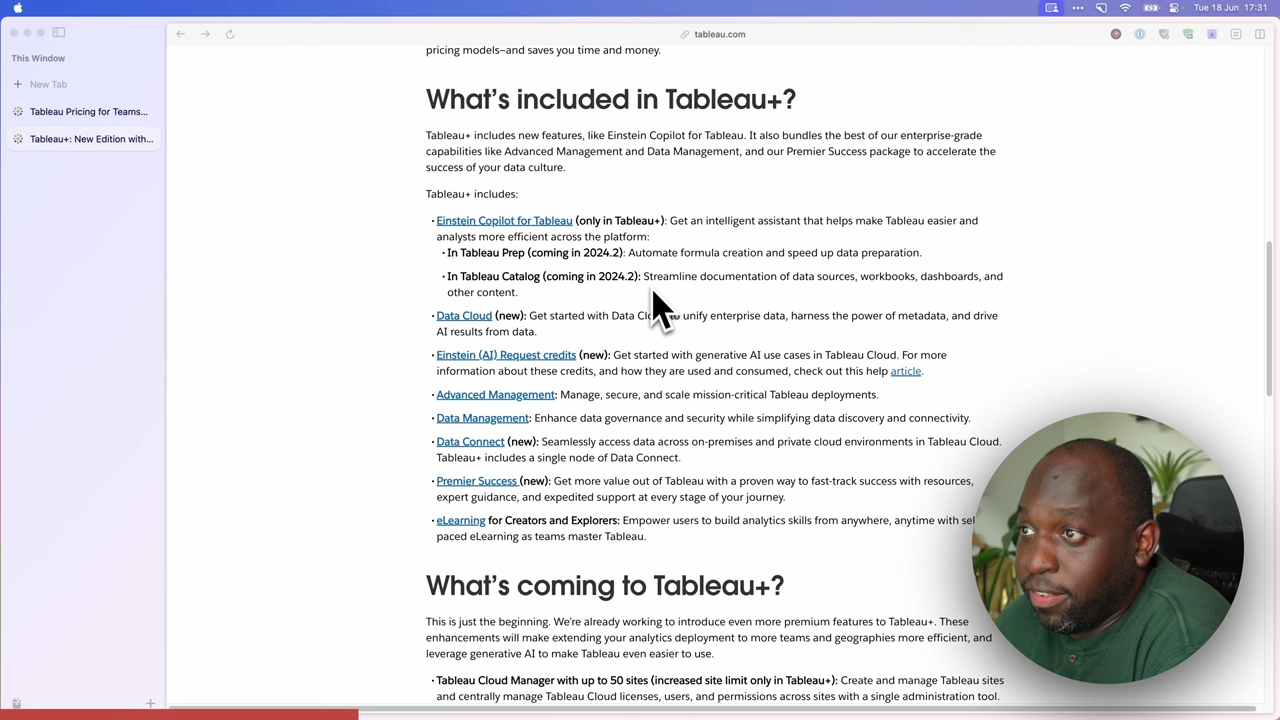 Tue 18 Jun 17:31
tableau.com
This Window
New Tab
Tableau Pricing for Teams...
Tableau+: New Edition with...
pricing models—and saves you time and money.
What's included in Tableau+?
Tableau+ includes new features, like Einstein Copilot for Tableau. It also bundles the best of our enterprise-grade
capabilities like Advanced Management and Data Management, and our Premier Success package to accelerate the
success of your data culture.
Tableau+ includes:
• Einstein Copilot for Tableau (only in Tableau+): Get an intelligent assistant that helps make Tableau easier and
analysts more efficient across the platform:
• In Tableau Prep (coming in 2024.2): Automate formula creation and speed up data preparation.
• In Tableau Catalog (coming in 2024.2): Streamline documentation of data sources, workbooks, dashboards, and
other content.
• Data Cloud (new): Get started with Data unify enterprise data, harness the power of metadata, and drive
AI results from data.
• Einstein (AI) Request credits (new): Get started with generative AI use cases in Tableau Cloud. For more
information about these credits, and how they are used and consumed, check out this help article.
• Advanced Management: Manage, secure, and scale mission-critical Tableau deployments.
• Data Management: Enhance data governance and security while simplifying data discovery and connectivity.
• Data Connect (new): Seamlessly access data across on-premises and private cloud environments in Tableau Cloud.
Tableau+ includes a single node of Data Connect.
• Premier Success (new): Get more value out of Tableau with a proven way to fast-track success with resources,
expert guidance, and expedited support at every stage of your journey.
• eLearning for Creators and Explorers: Empower users to build analytics skills from anywhere, anytime with
paced eLearning as teams master Tableau.
What's coming to Tableau+?
This is just the beginning. We're already working to introduce even more premium features to Tableau+. These
enhancements will make extending your analytics deployment to more teams and geographies more efficient, and
leverage generative AI to make Tableau even easier to use.
• Tableau Cloud Manager with up to 50 sites (increased site limit only in Tableau+): Create and manage Tableau sites
and centrally manage Tableau Cloud licenses, users, and permissions across sites with a single administration tool.